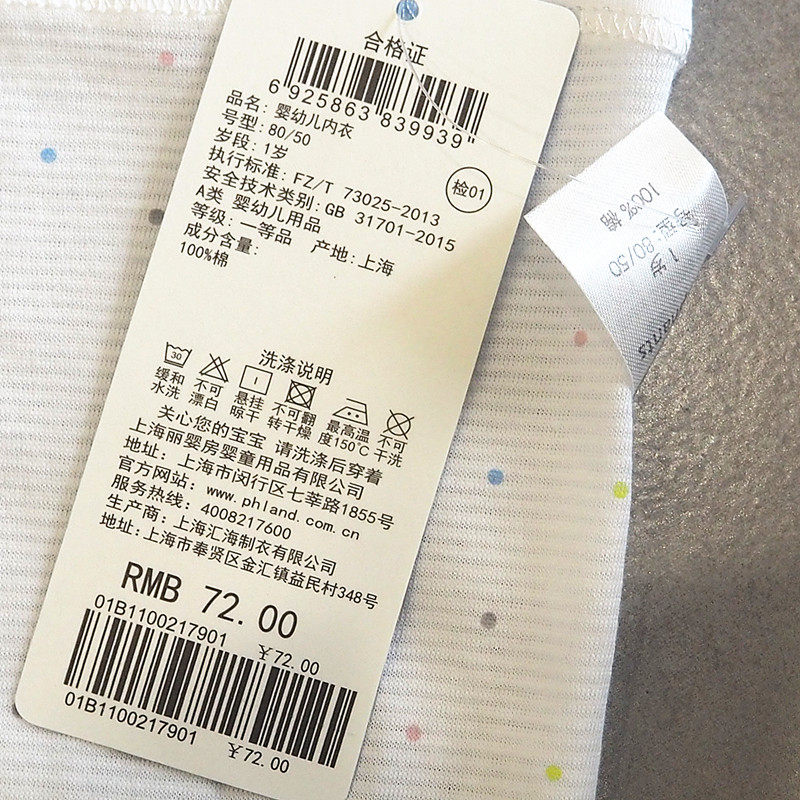 合格证
6 925863 839939
品名: 婴幼儿内衣
号型: 80/50
岁段: 1岁
执行标准: FZ/T 73025-2013
检01
安全技术类别: GB 31701-2015
A类 婴幼儿用品
等级: 一等品 产地: 上海
成分含量:
100%棉
洗涤说明
30
缓和水洗 不可漂白 悬挂晾干 不可翻转干燥 最高温度150℃ 不可干洗
关心您的宝宝 请洗涤后穿着
上海丽婴房婴童用品有限公司
地址: 上海市闵行区七莘路1855号
官方网站: www.phland.com.cn
服务热线: 4008217600
生产商: 上海汇海制衣有限公司
地址: 上海市奉贤区金汇镇益民村348号
RMB 72.00
01B1100217901 ¥72.00
01B1100217901 ¥72.00
100%棉
号型: 80/50
1岁